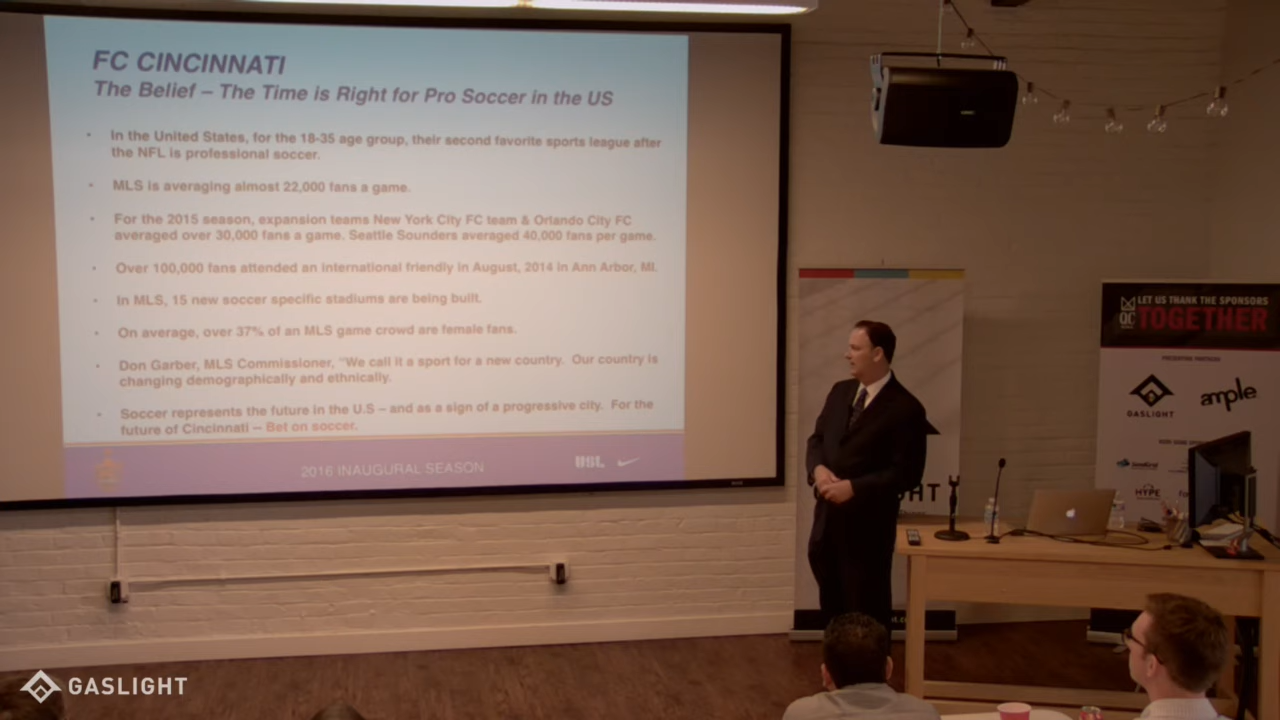 FC CINCINNATI
The Belief – The Time is Right for Pro Soccer in the US
• In the United States, for the 18-35 age group, their second favorite sports league after
the NFL is professional soccer.
• MLS is averaging almost 22,000 fans a game.
• For the 2015 season, expansion teams New York City FC team & Orlando City FC
averaged over 30,000 fans a game. Seattle Sounders averaged 40,000 fans per game.
• Over 100,000 fans attended an international friendly in August, 2014 in Ann Arbor, MI.
• In MLS, 15 new soccer specific stadiums are being built.
• On average, over 37% of an MLS game crowd are female fans.
• Don Garber, MLS Commissioner, "We call it a sport for a new country. Our country is
changing demographically and ethnically.
• Soccer represents the future in the U.S – and as a sign of a progressive city. For the
future of Cincinnati – Bet on soccer.
2016 INAUGURAL SEASON
USL
LET US THANK THE SPONSORS
QC
TOGETHER
PRESENTING PARTNERS
GASLIGHT
ample
HYPE
GHT
GASLIGHT